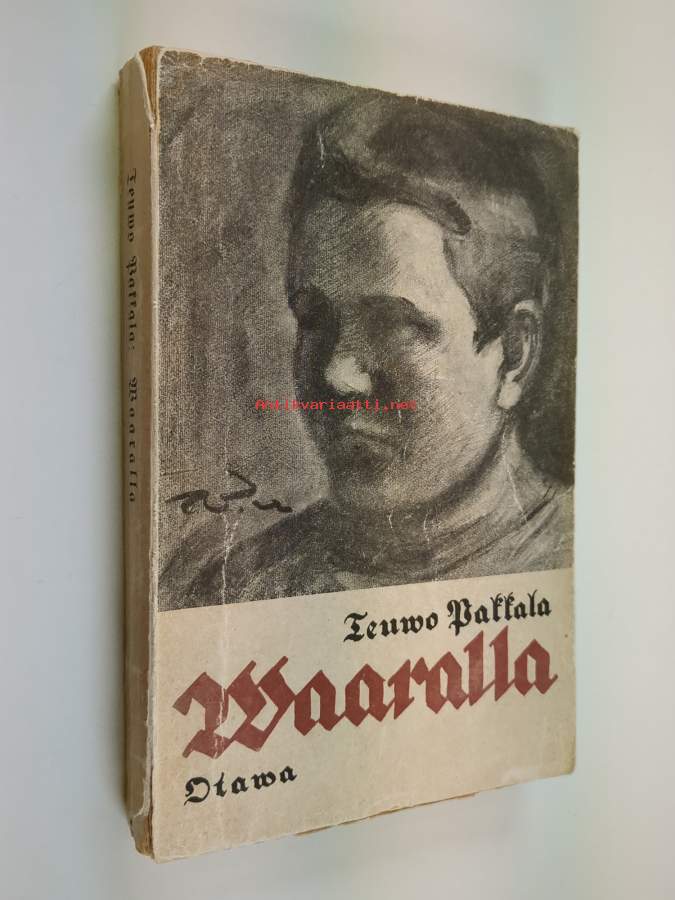 Teuwo Pakkala: Waaralla
Antikvariaatti.net
Teuwo Pakkala
Waaralla
Otawa